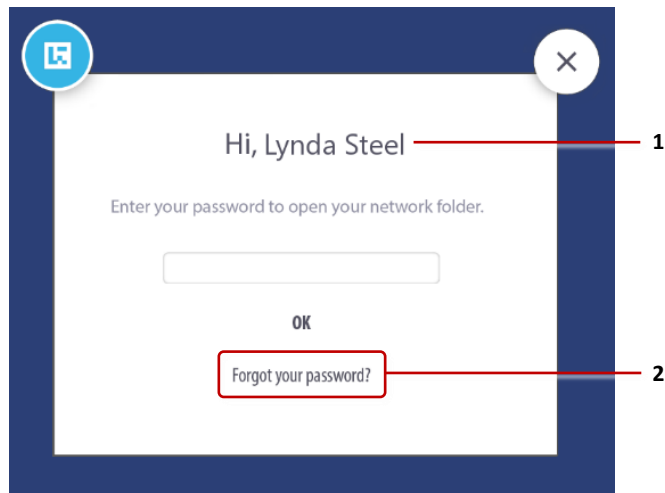 Hi, Lynda Steel
1
Enter your password to open your network folder.
OK
Forgot your password?
2